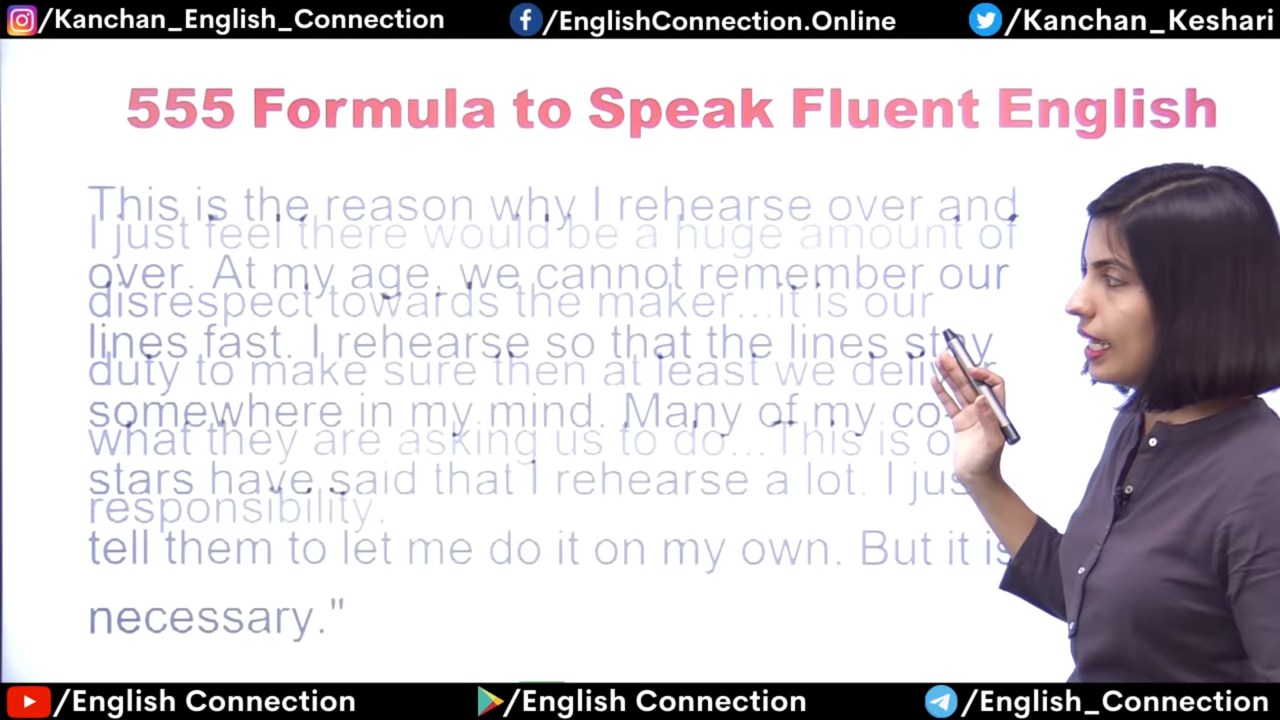 /Kanchan_English_Connection
/EnglishConnection.Online
/Kanchan_Keshari
555 Formula to Speak Fluent English
This is the reason why I rehearse over and
over. At my age, we cannot remember our
lines fast. I rehearse so that the lines stay
somewhere in my mind. Many of my co
stars have said that I rehearse a lot. I jus
tell them to let me do it on my own. But it is
necessary."
I just feel there would be a huge amount of
disrespect towards the maker...it is our
duty to make sure then at least we deliver
what they are asking us to do...This is o
responsibility.
/English Connection
/English Connection
/English_Connection